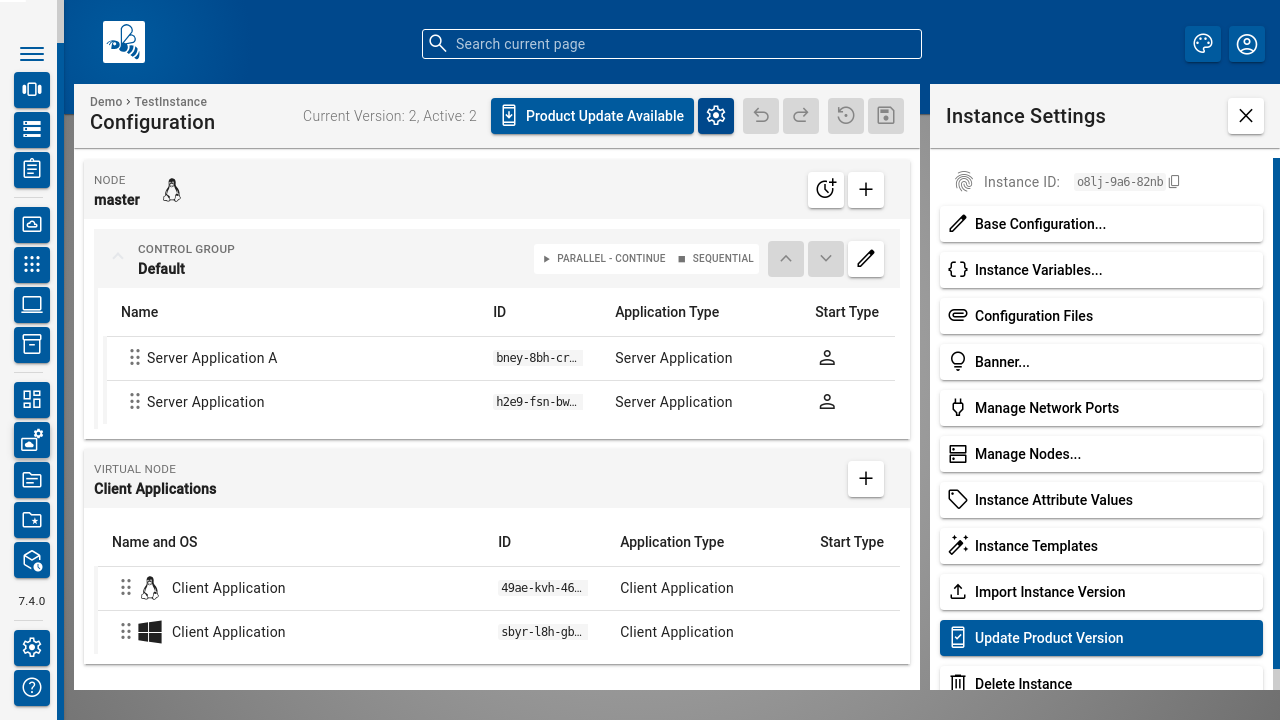 Search current page
Demo › TestInstance
Configuration
Current Version: 2, Active: 2
Product Update Available
NODE
master
CONTROL GROUP
Default
PARALLEL - CONTINUE
SEQUENTIAL
Name ID Application Type Start Type
Server Application A bney-8bh-cr… Server Application
Server Application h2e9-fsn-bw… Server Application
VIRTUAL NODE
Client Applications
Name and OS ID Application Type Start Type
Client Application 49ae-kvh-46… Client Application
Client Application sbyr-l8h-gb… Client Application
7.4.0
Instance Settings
Instance ID: o8lj-9a6-82nb
Base Configuration...
Instance Variables...
Configuration Files
Banner...
Manage Network Ports
Manage Nodes...
Instance Attribute Values
Instance Templates
Import Instance Version
Update Product Version
Delete Instance